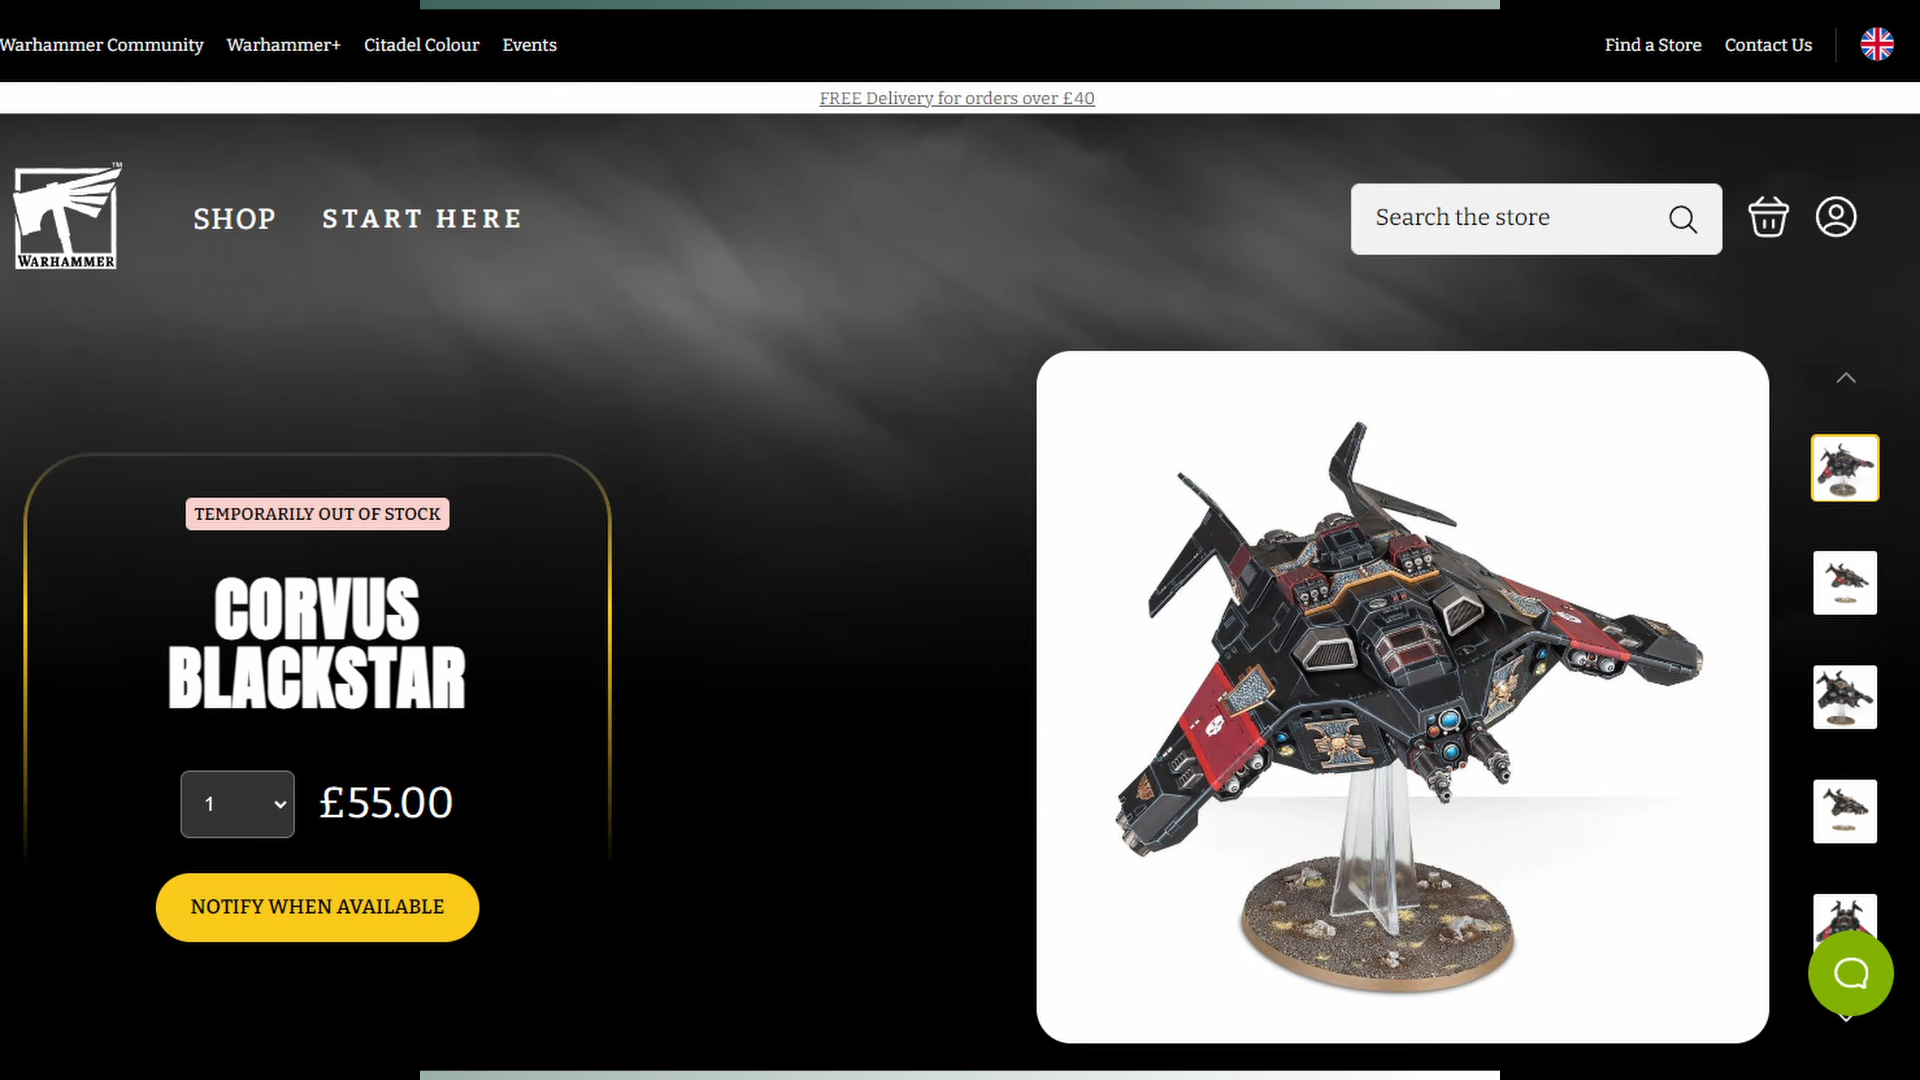 Warhammer Community Warhammer+ Citadel Colour Events Find a Store Contact Us
FREE Delivery for orders over £40
TM
WARHAMMER
SHOP START HERE
Search the store
TEMPORARILY OUT OF STOCK
CORVUS
BLACKSTAR
1 £55.00
NOTIFY WHEN AVAILABLE